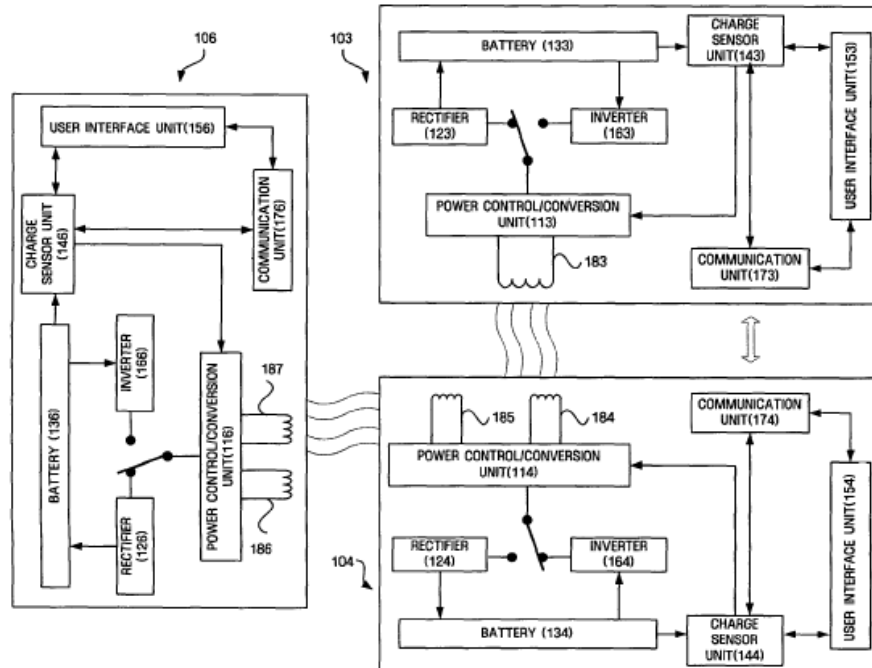 106
USER INTERFACE UNIT(156)
CHARGE
SENSOR UNIT
(146)
COMMUNICATION
UNIT(176)
BATTERY (136)
INVERTER
(166)
RECTIFIER
(126)
POWER CONTROL/CONVERSION
UNIT(116)
187
186
103
BATTERY (133)
CHARGE
SENSOR
UNIT(143)
USER INTERFACE UNIT(153)
RECTIFIER
(123)
INVERTER
(163)
POWER CONTROL/CONVERSION
UNIT(113)
183
COMMUNICATION
UNIT(173)
185
184
COMMUNICATION
UNIT(174)
POWER CONTROL/CONVERSION
UNIT(114)
USER INTERFACE UNIT(154)
RECTIFIER
(124)
INVERTER
(164)
104
BATTERY (134)
CHARGE
SENSOR
UNIT(144)